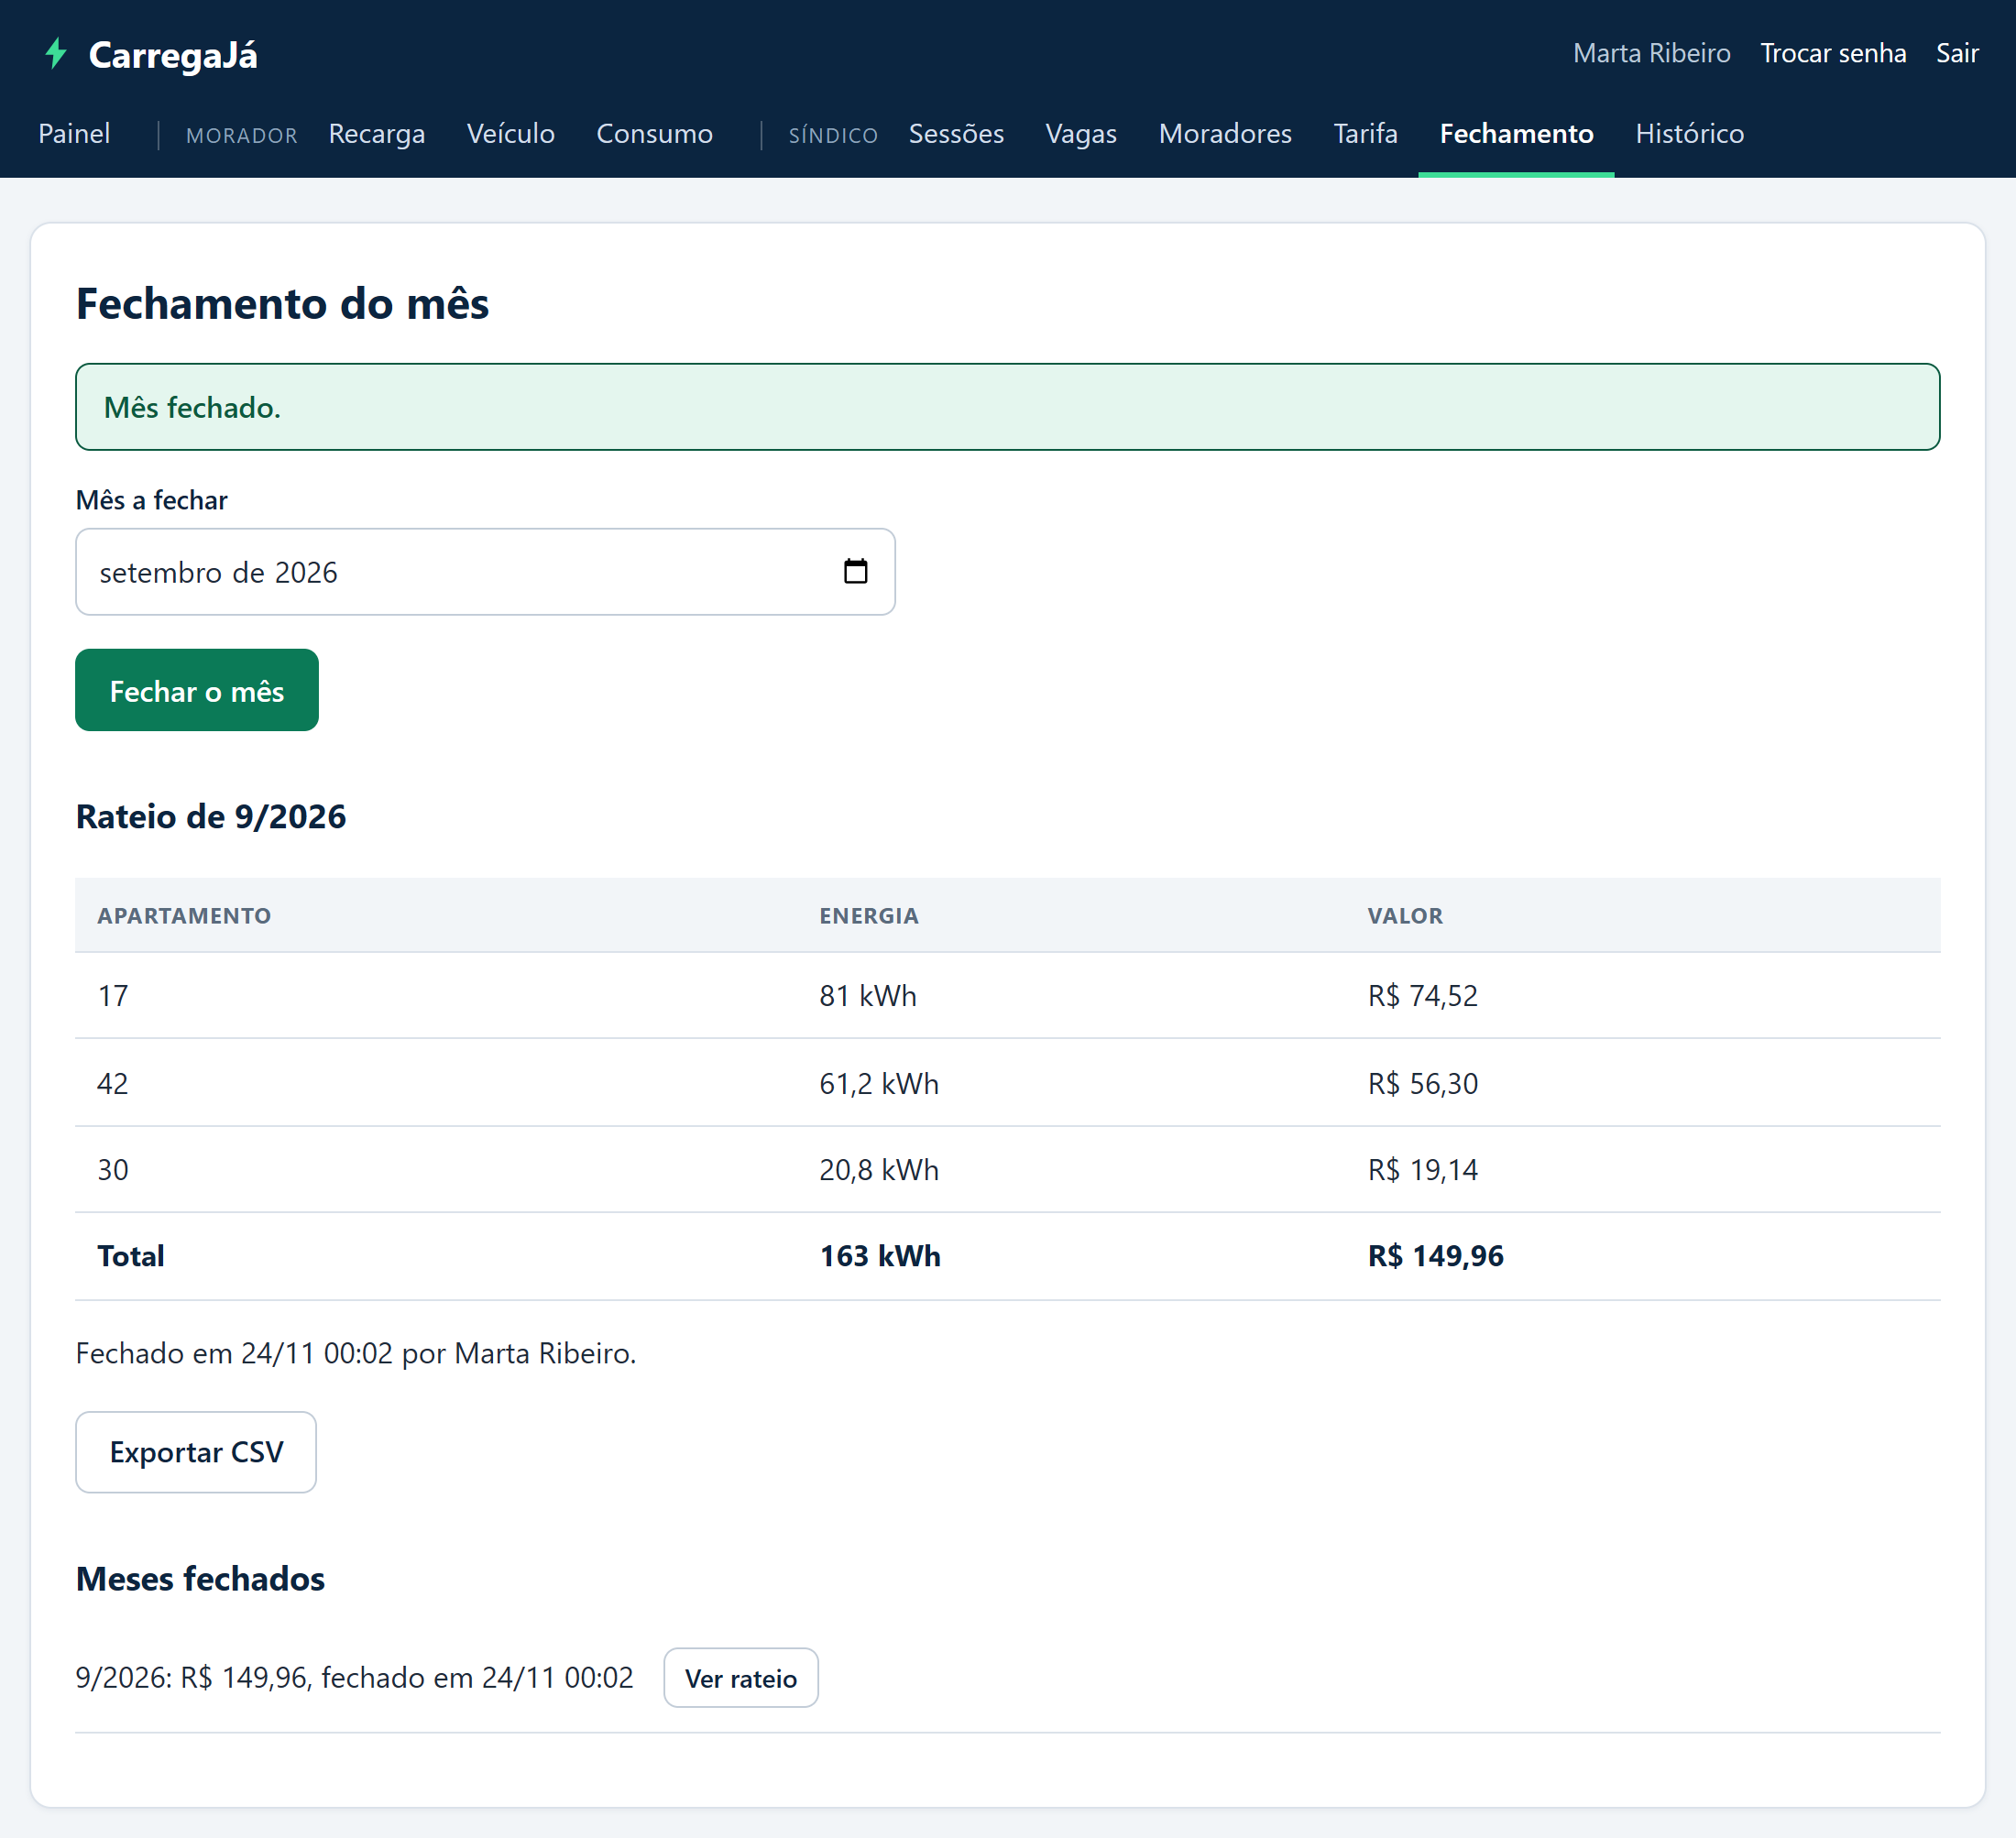 CarregaJá
Marta Ribeiro Trocar senha Sair
Painel MORADOR Recarga Veículo Consumo SÍNDICO Sessões Vagas Moradores Tarifa Fechamento Histórico
Fechamento do mês
Mês fechado.
Mês a fechar
setembro de 2026
Fechar o mês
Rateio de 9/2026
APARTAMENTO ENERGIA VALOR
17 81 kWh R$ 74,52
42 61,2 kWh R$ 56,30
30 20,8 kWh R$ 19,14
Total 163 kWh R$ 149,96
Fechado em 24/11 00:02 por Marta Ribeiro.
Exportar CSV
Meses fechados
9/2026: R$ 149,96, fechado em 24/11 00:02 Ver rateio